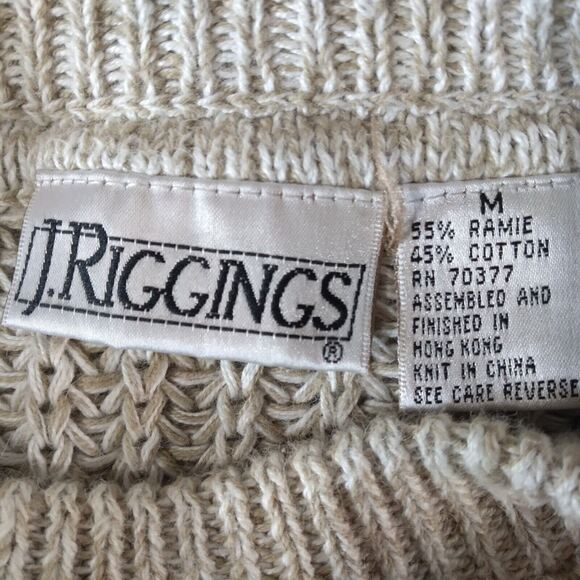 J.RIGGINGS
®
M
55% RAMIE
45% COTTON
RN 70377
ASSEMBLED AND
FINISHED IN
HONG KONG
KNIT IN CHINA
SEE CARE REVERSE